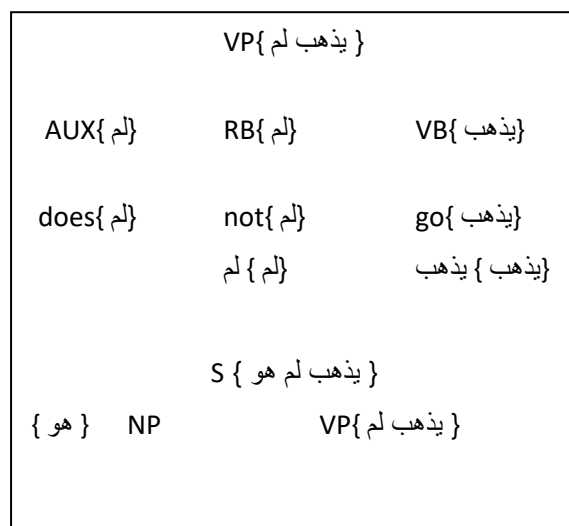 VP{ يذهب لم }
AUX{لم} RB{لم} VB{يذهب}
does{لم} not{لم} go{يذهب}
لم {لم} يذهب {يذهب}
S { يذهب لم هو }
{ هو } NP VP{ يذهب لم }